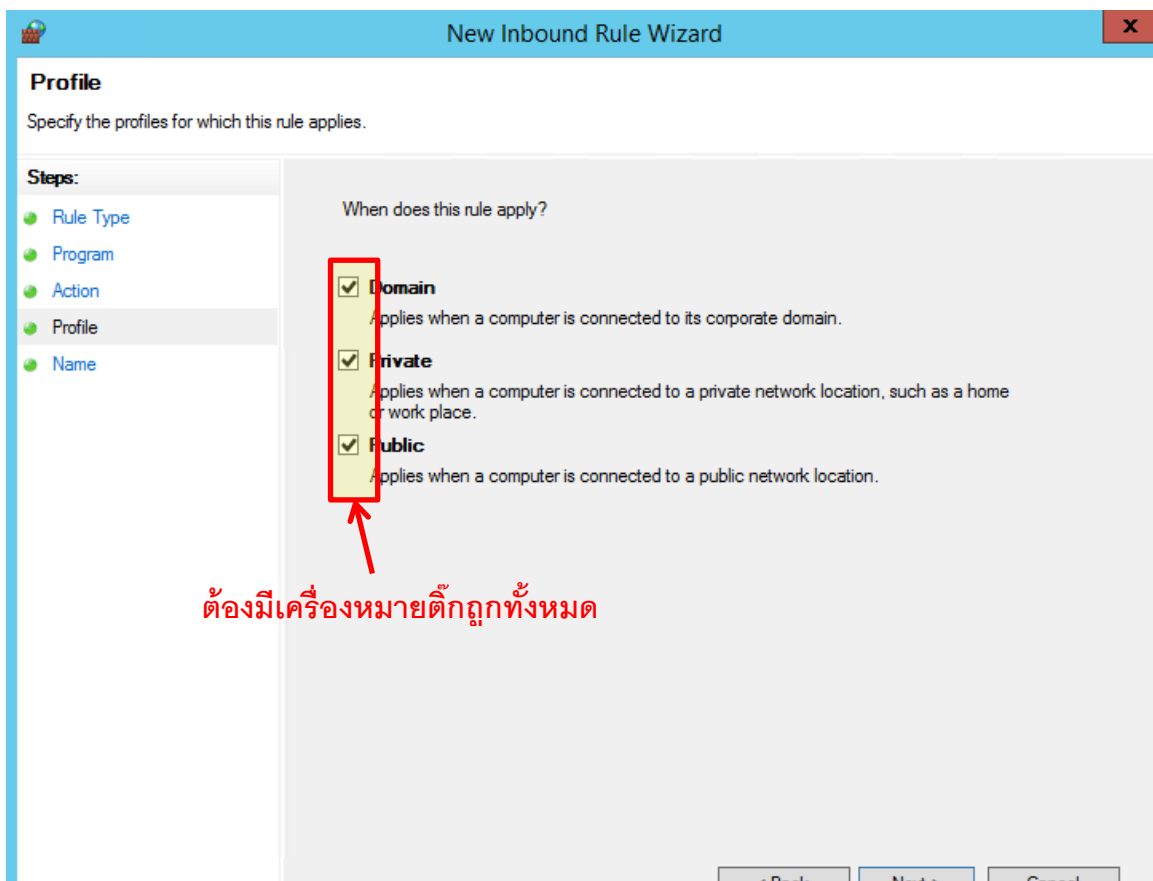 New Inbound Rule Wizard
x
Profile
Specify the profiles for which this rule applies.
Steps:
Rule Type
Program
Action
Profile
Name
When does this rule apply?
Domain
Applies when a computer is connected to its corporate domain.
Private
Applies when a computer is connected to a private network location, such as a home
or work place.
Public
Applies when a computer is connected to a public network location.
ต้องมีเครื่องหมายติ๊กถูกทั้งหมด
< Back
Next >
Cancel